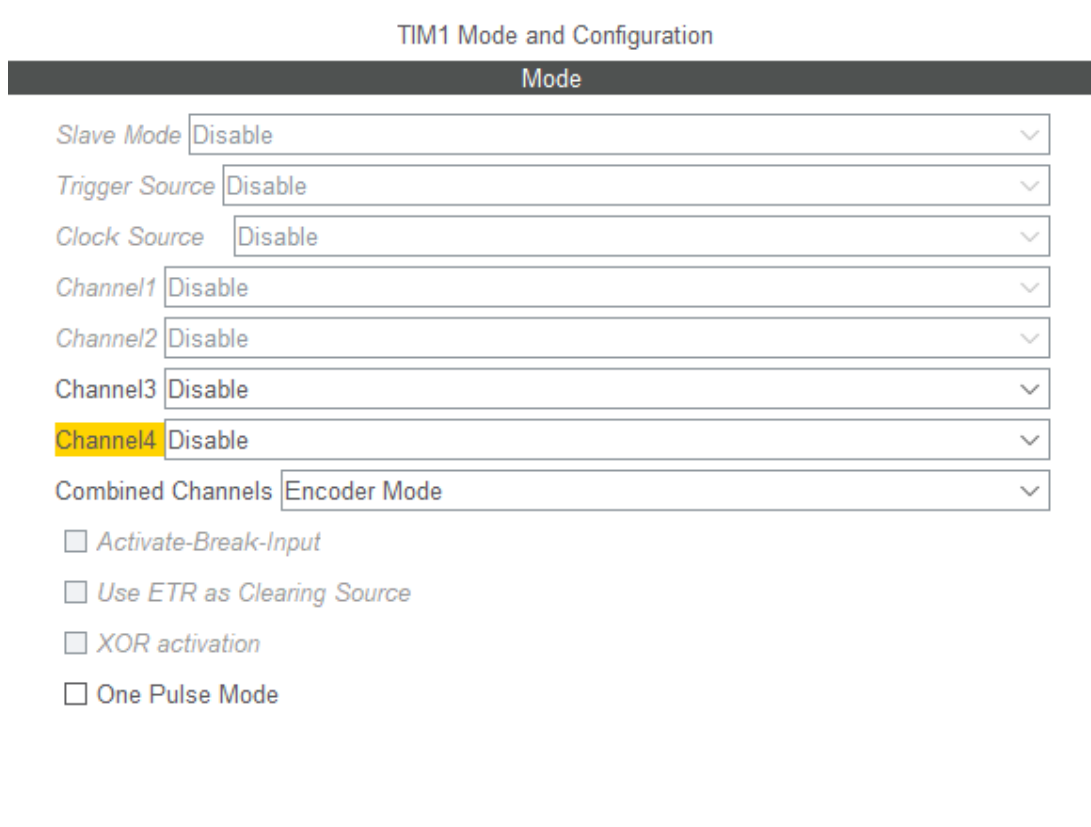 TIM1 Mode and Configuration
Mode
Slave Mode Disable
Trigger Source Disable
Clock Source Disable
Channel1 Disable
Channel2 Disable
Channel3 Disable
Channel4 Disable
Combined Channels Encoder Mode
Activate-Break-Input
Use ETR as Clearing Source
XOR activation
One Pulse Mode